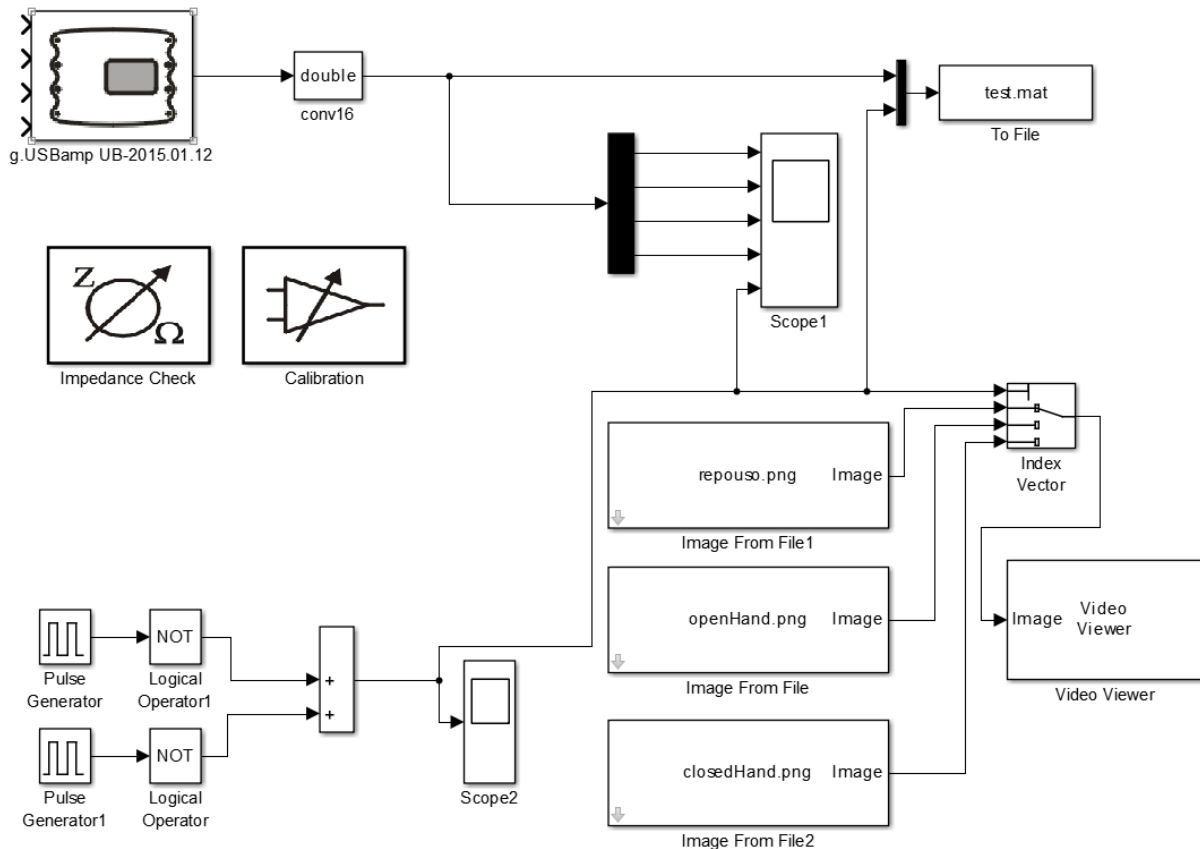 double
conv16
g.USBamp UB-2015.01.12
test.mat
To File
Scope1
Z
Ω
Impedance Check
Calibration
repouso.png Image
Image From File1
Index
Vector
openHand.png Image
Image From File
Image Video
Viewer
Video Viewer
closedHand.png Image
Image From File2
NOT
Pulse
Generator
Logical
Operator1
+
+
NOT
Pulse
Generator1
Logical
Operator
Scope2